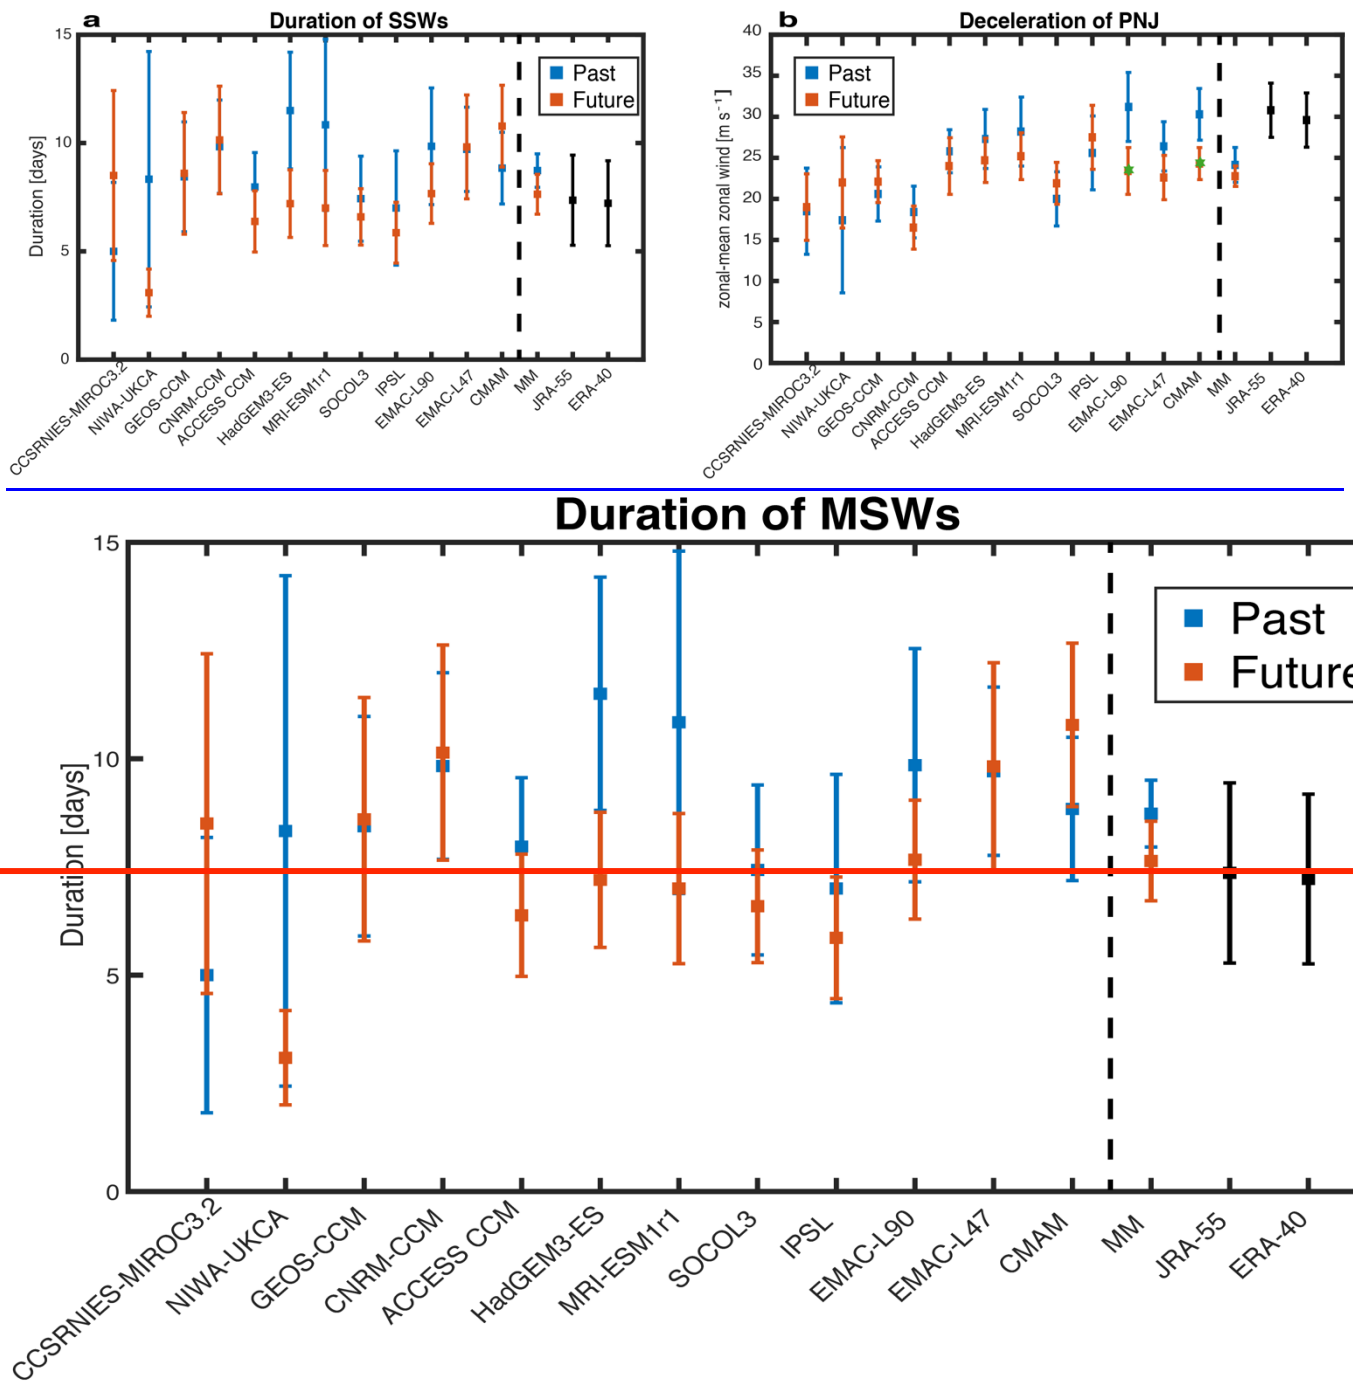 a Duration of SSWs
15
10
5
0
Duration [days]
Past
Future
CCSRNIES-MIROC3.2
NIWA-UKCA
GEOS-CCM
CNRM-CCM
ACCESS CCM
HadGEM3-ES
MRI-ESM1r1
SOCOL3
IPSL
EMAC-L90
EMAC-L47
CMAM
MM
JRA-55
ERA-40
b Deceleration of PNJ
40
35
30
25
20
15
10
5
0
zonal-mean zonal wind [m s⁻¹]
Past
Future
CCSRNIES-MIROC3.2
NIWA-UKCA
GEOS-CCM
CNRM-CCM
ACCESS CCM
HadGEM3-ES
MRI-ESM1r1
SOCOL3
IPSL
EMAC-L90
EMAC-L47
CMAM
MM
JRA-55
ERA-40
Duration of MSWs
15
10
5
0
Duration [days]
Past
Future
CCSRNIES-MIROC3.2
NIWA-UKCA
GEOS-CCM
CNRM-CCM
ACCESS CCM
HadGEM3-ES
MRI-ESM1r1
SOCOL3
IPSL
EMAC-L90
EMAC-L47
CMAM
MM
JRA-55
ERA-40